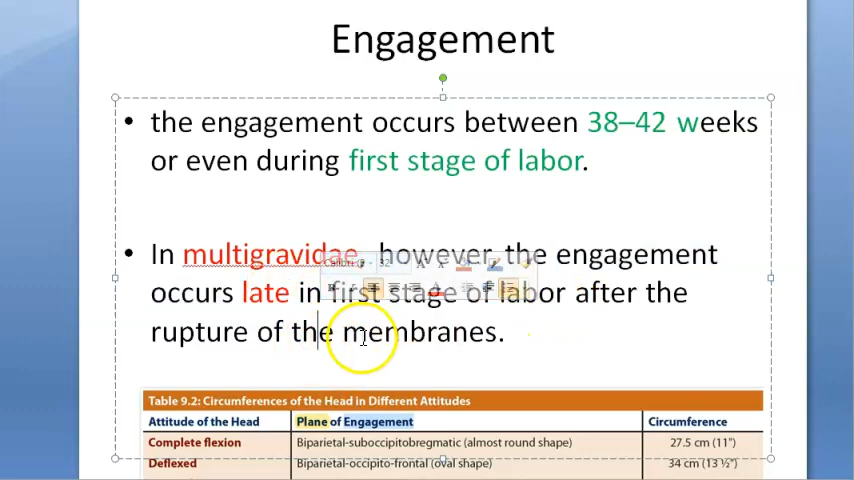 Engagement
• the engagement occurs between 38–42 weeks
or even during first stage of labor.
• In multigravidae, however, the engagement
occurs late in first stage of labor after the
rupture of the membranes.
Table 9.2: Circumferences of the Head in Different Attitudes
Attitude of the Head Plane of Engagement Circumference
Complete flexion Biparietal-suboccipitobregmatic (almost round shape) 27.5 cm (11")
Deflexed Biparietal-occipito-frontal (oval shape) 34 cm (13 ½")